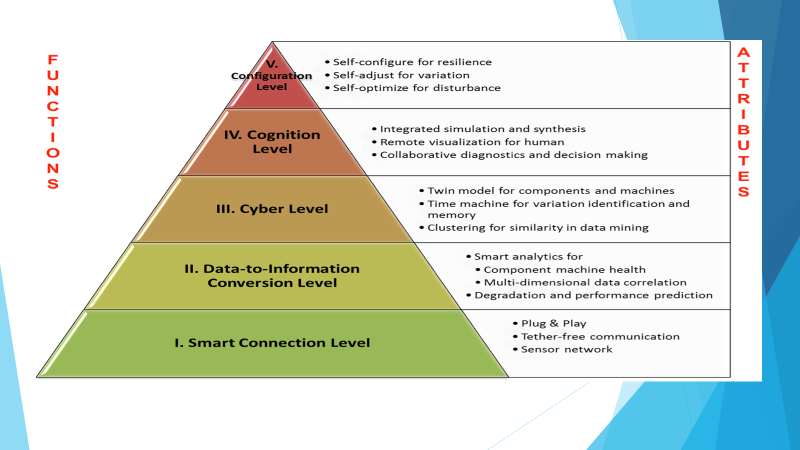 FUNCTIONS
ATTRIBUTES
V.
Configuration
Level
• Self-configure for resilience
• Self-adjust for variation
• Self-optimize for disturbance
IV. Cognition
Level
• Integrated simulation and synthesis
• Remote visualization for human
• Collaborative diagnostics and decision making
III. Cyber Level
• Twin model for components and machines
• Time machine for variation identification and
memory
• Clustering for similarity in data mining
II. Data-to-Information
Conversion Level
• Smart analytics for
• Component machine health
• Multi-dimensional data correlation
• Degradation and performance prediction
I. Smart Connection Level
• Plug & Play
• Tether-free communication
• Sensor network